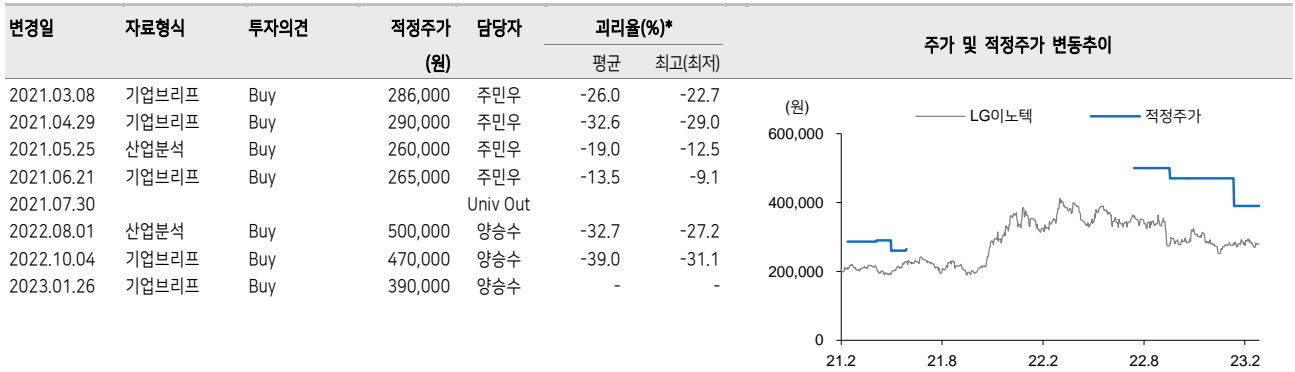 변경일 자료형식 투자의견 적정주가 담당자 괴리율(%)* 주가 및 적정주가 변동추이
(원) 평균 최고(최저)
2021.03.08 기업브리프 Buy 286,000 주민우 -26.0 -22.7
2021.04.29 기업브리프 Buy 290,000 주민우 -32.6 -29.0
2021.05.25 산업분석 Buy 260,000 주민우 -19.0 -12.5
2021.06.21 기업브리프 Buy 265,000 주민우 -13.5 -9.1
2021.07.30 Univ Out
2022.08.01 산업분석 Buy 500,000 양승수 -32.7 -27.2
2022.10.04 기업브리프 Buy 470,000 양승수 -39.0 -31.1
2023.01.26 기업브리프 Buy 390,000 양승수 - -
(원) LG이노텍 적정주가
600,000
400,000
200,000
0
21.2 21.8 22.2 22.8 23.2